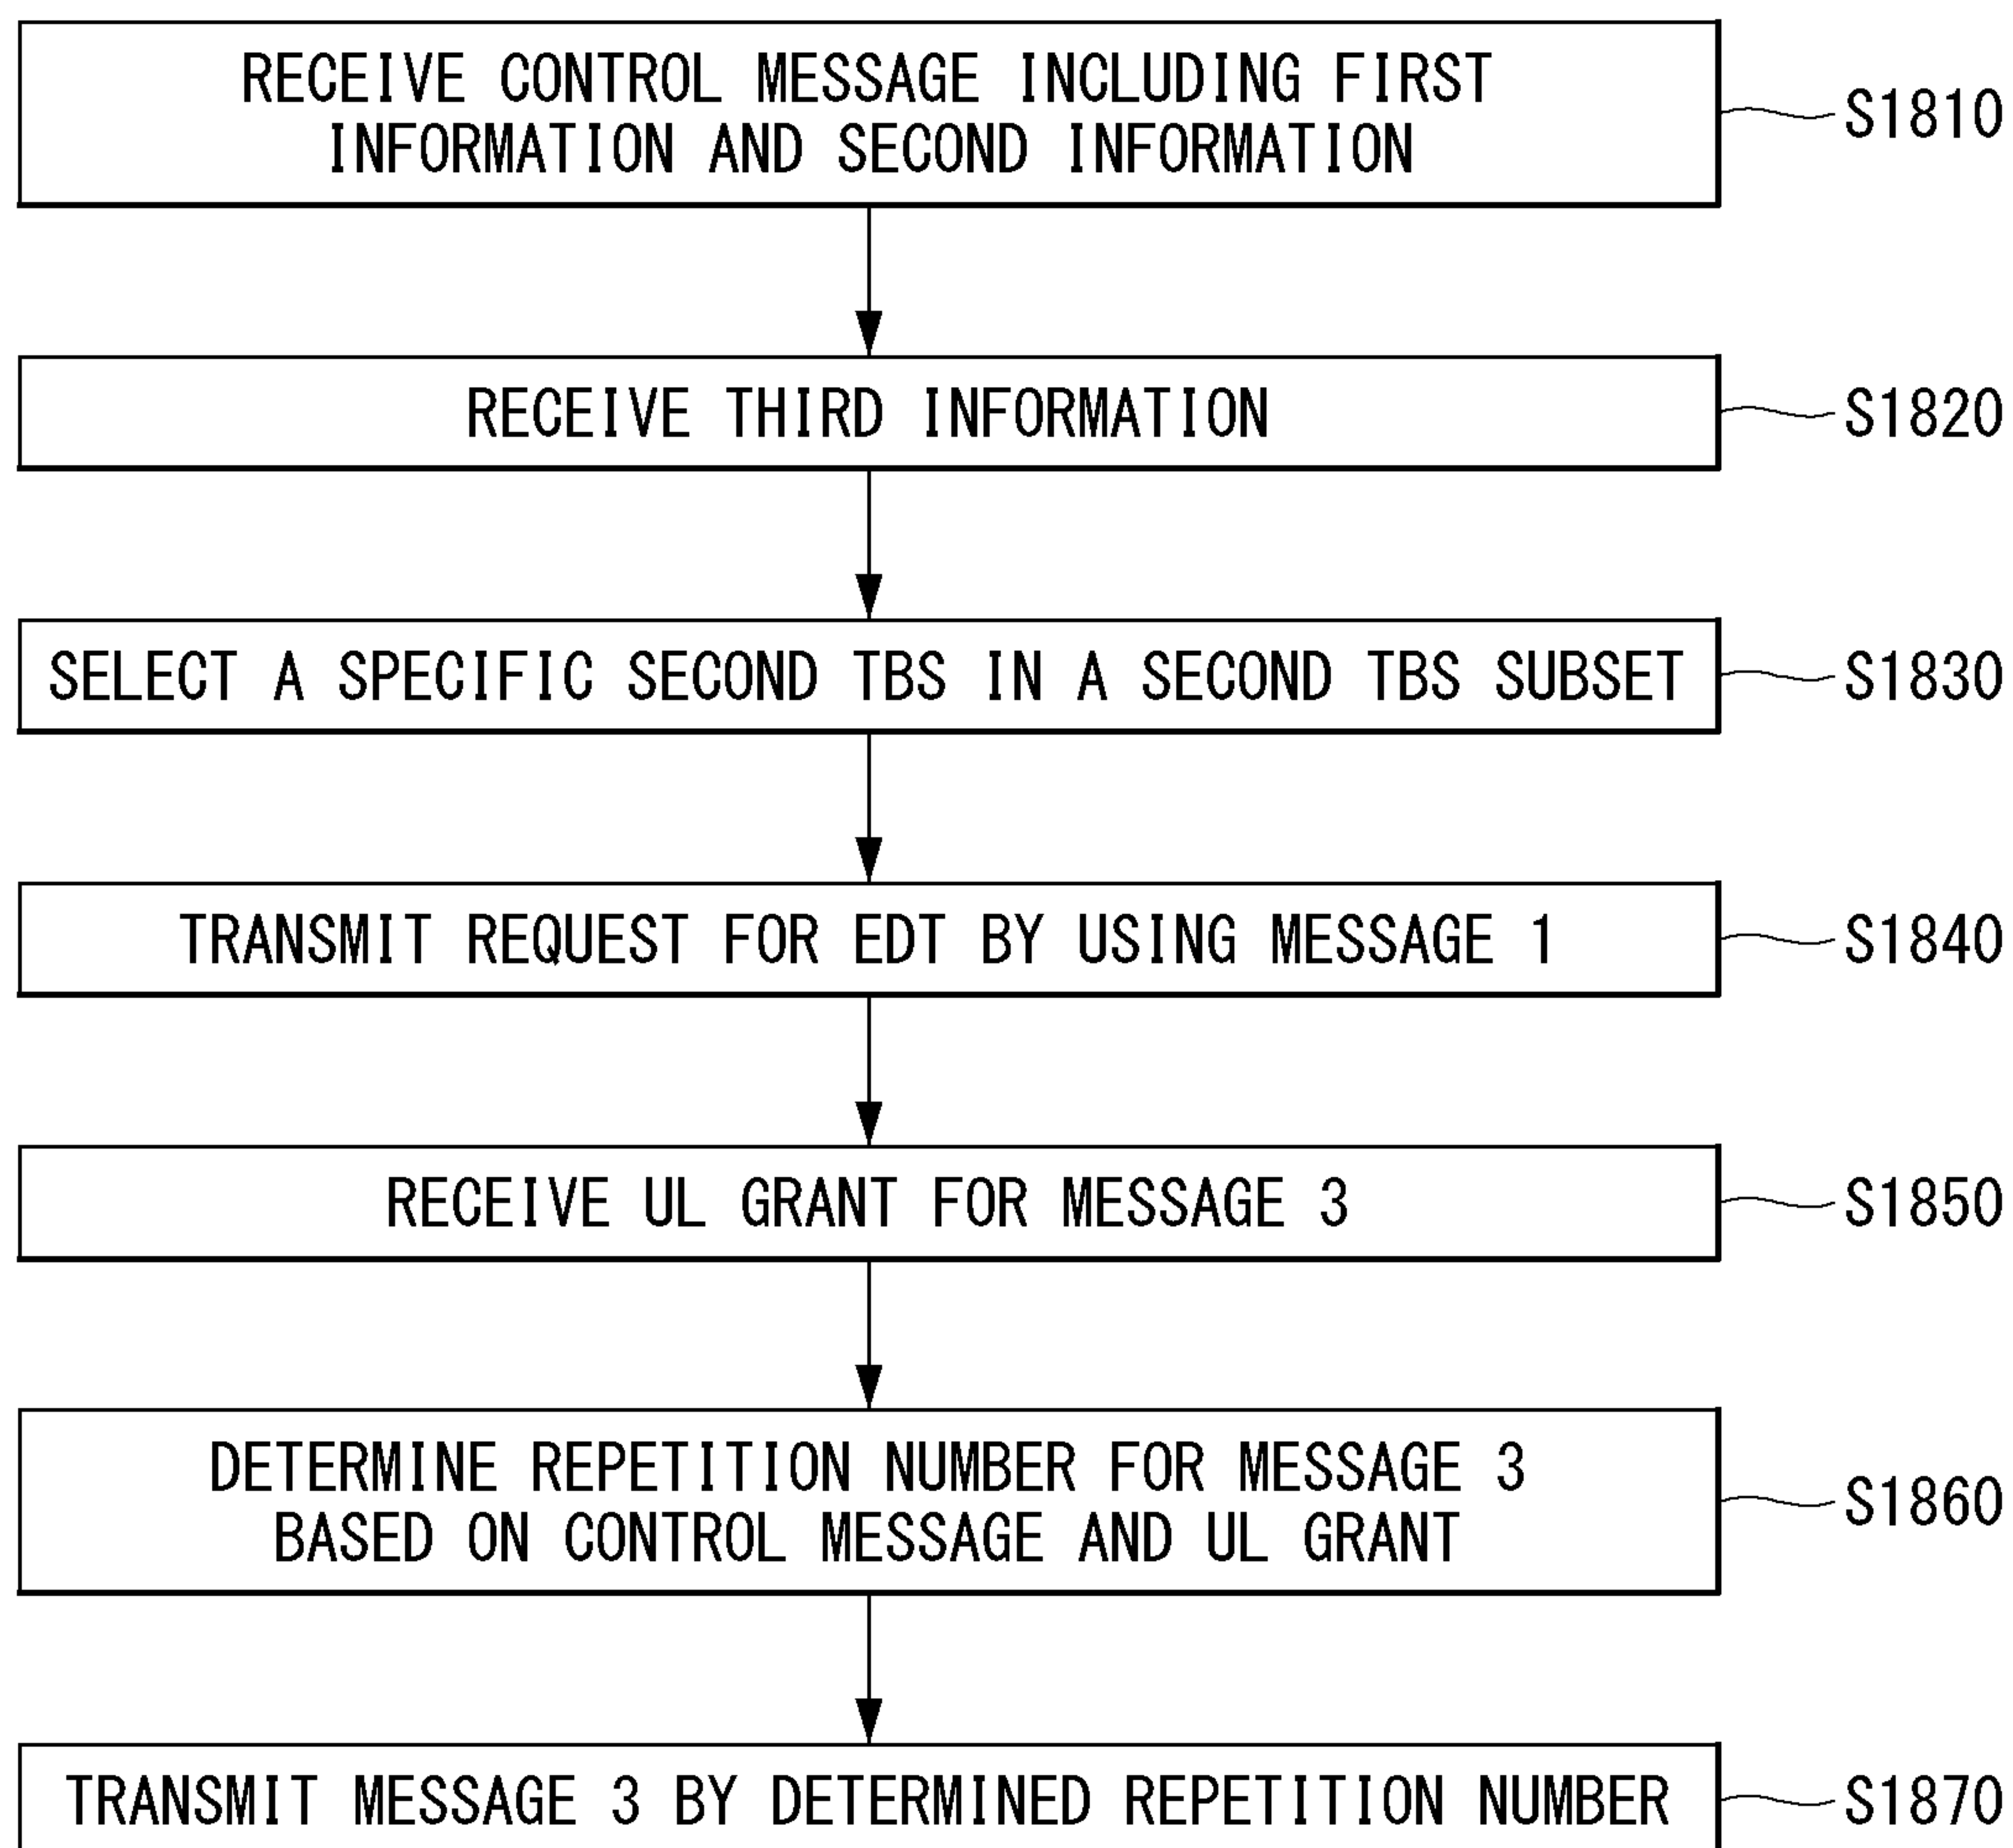 RECEIVE CONTROL MESSAGE INCLUDING FIRST
INFORMATION AND SECOND INFORMATION
S1810
RECEIVE THIRD INFORMATION
S1820
SELECT A SPECIFIC SECOND TBS IN A SECOND TBS SUBSET
S1830
TRANSMIT REQUEST FOR EDT BY USING MESSAGE 1
S1840
RECEIVE UL GRANT FOR MESSAGE 3
S1850
DETERMINE REPETITION NUMBER FOR MESSAGE 3
BASED ON CONTROL MESSAGE AND UL GRANT
S1860
TRANSMIT MESSAGE 3 BY DETERMINED REPETITION NUMBER
S1870